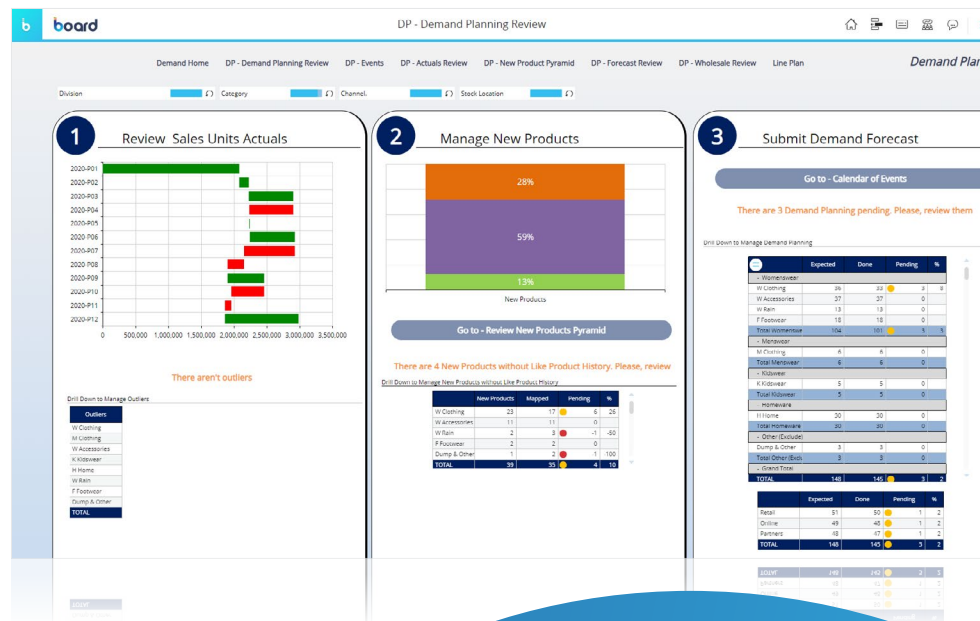 b board DP - Demand Planning Review
Demand Home DP - Demand Planning Review DP - Events DP - Actuals Review DP - New Product Pyramid DP - Forecast Review DP - Wholesale Review Line Plan Demand Plan
Division Category Channel. Stock Location
1 Review Sales Units Actuals
2020-P01
2020-P02
2020-P03
2020-P04
2020-P05
2020-P06
2020-P07
2020-P08
2020-P09
2020-P10
2020-P11
2020-P12
0 500,000 1,000,000 1,500,000 2,000,000 2,500,000 3,000,000 3,500,000
There aren't outliers
Drill Down to Manage Outliers
Outliers
W Clothing
M Clothing
W Accessories
K Kidswear
H Home
W Rain
F Footwear
Dump & Other
TOTAL
2 Manage New Products
28%
59%
13%
New Products
Go to - Review New Products Pyramid
There are 4 New Products without Like Product History. Please, review
Drill Down to Manage New Products without Like Product History
New Products Mapped Pending %
W Clothing 23 17 6 26
W Accessories 11 11 0
W Rain 2 3 -1 -50
F Footwear 2 2 0
Dump & Other 1 2 -1 100
TOTAL 39 35 4 10
3 Submit Demand Forecast
Go to - Calendar of Events
There are 3 Demand Planning pending. Please, review them
Drill Down to Manage Demand Planning
Expected Done Pending %
- Womenswear
W Clothing 36 33 3 8
W Accessories 37 37 0
W Rain 13 13 0
F Footwear 18 18 0
Total Womenswe 104 101 3 3
- Menswear
M Clothing 6 6 0
Total Menswear 6 6 0
- Kidswear
K Kidswear 5 5 0
Total Kidswear 5 5 0
Homeware
H Home 30 30 0
Total Homeware 30 30 0
- Other (Exclude)
Dump & Other 3 3 0
Total Other (Excl 3 3 0
- Grand Total
TOTAL 148 145 3 2
Expected Done Pending %
Retail 51 50 1 2
Online 49 48 1 2
Partners 48 47 1 2
TOTAL 148 145 3 2